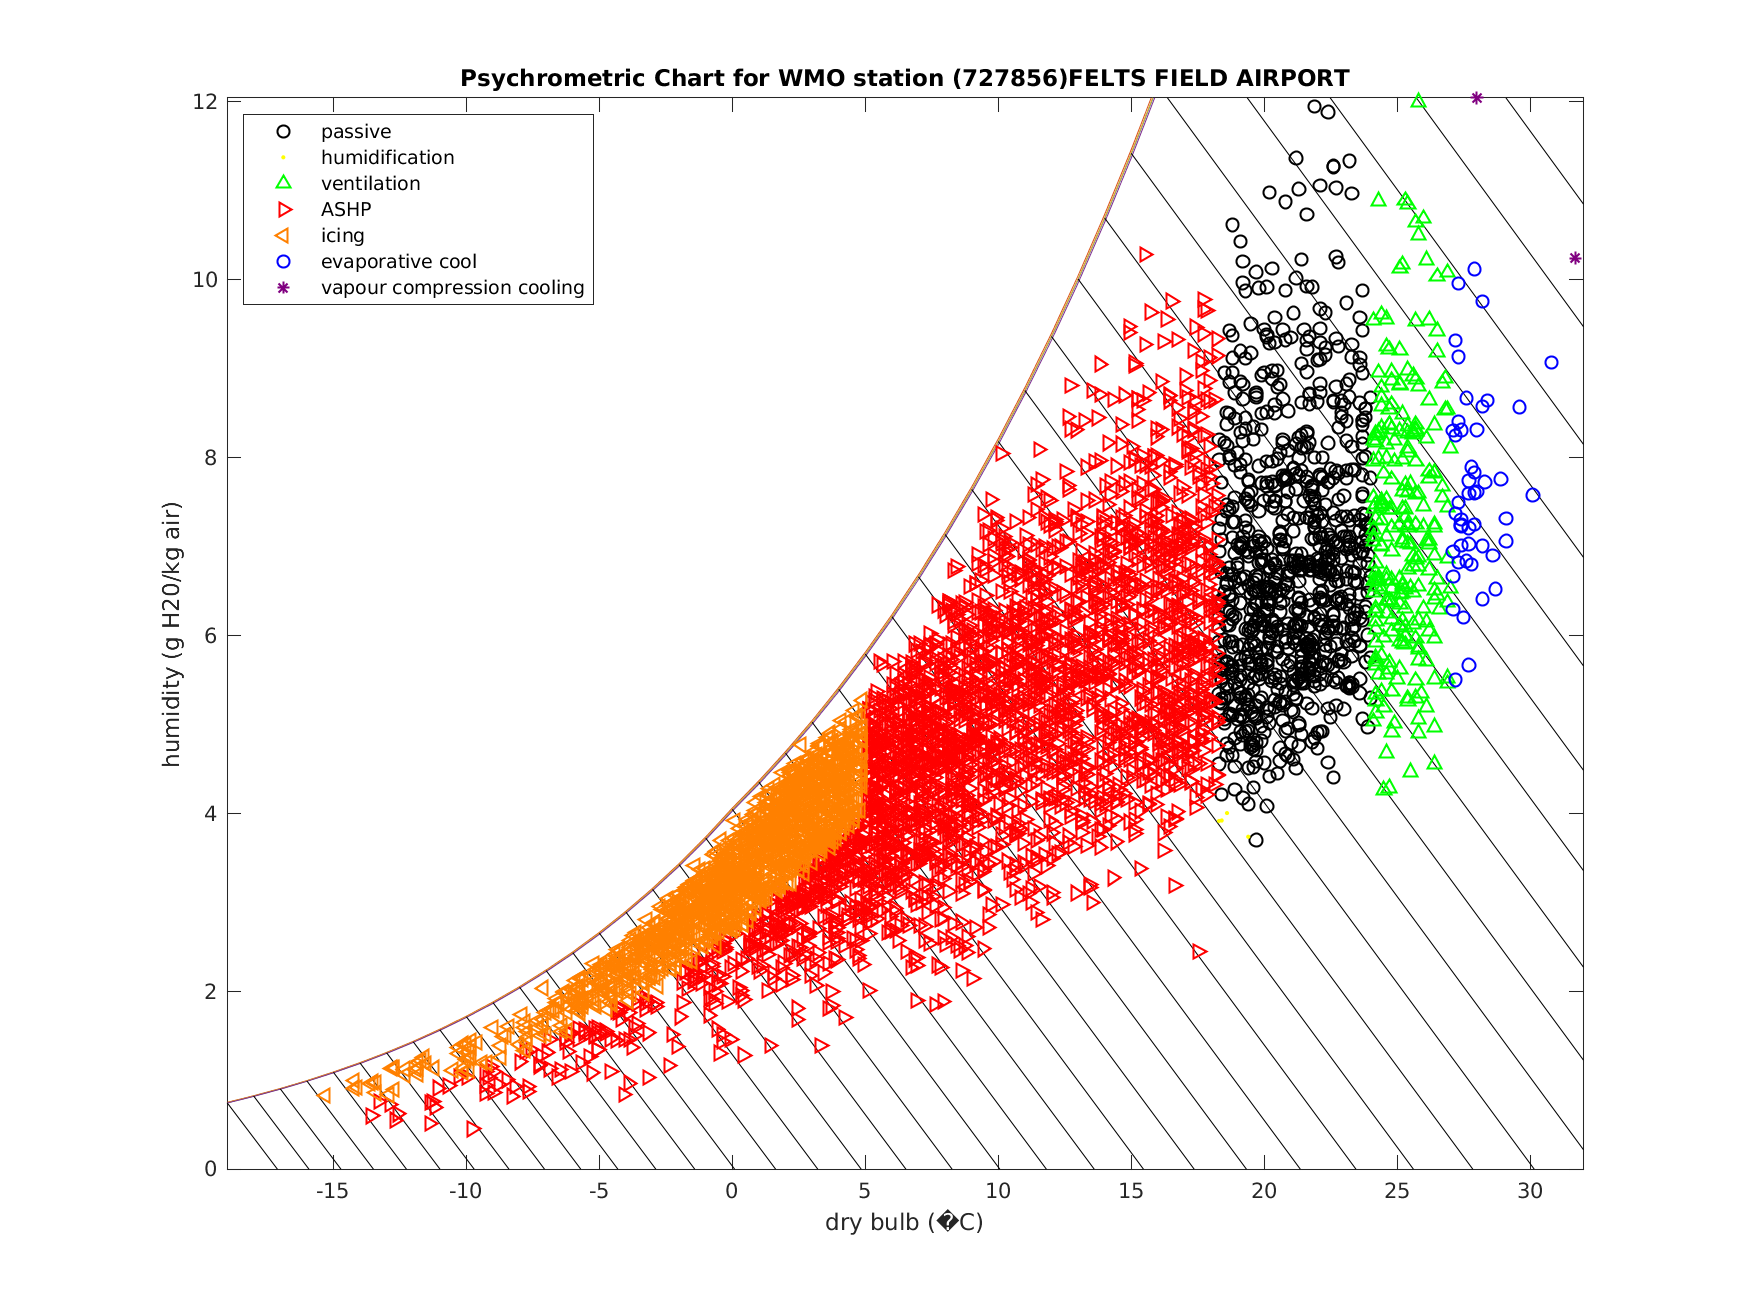 Psychrometric Chart for WMO station (727856)FELTS FIELD AIRPORT
passive
humidification
ventilation
ASHP
icing
evaporative cool
vapour compression cooling
humidity (g H20/kg air)
12
10
8
6
4
2
0
-15 -10 -5 0 5 10 15 20 25 30
dry bulb (�C)